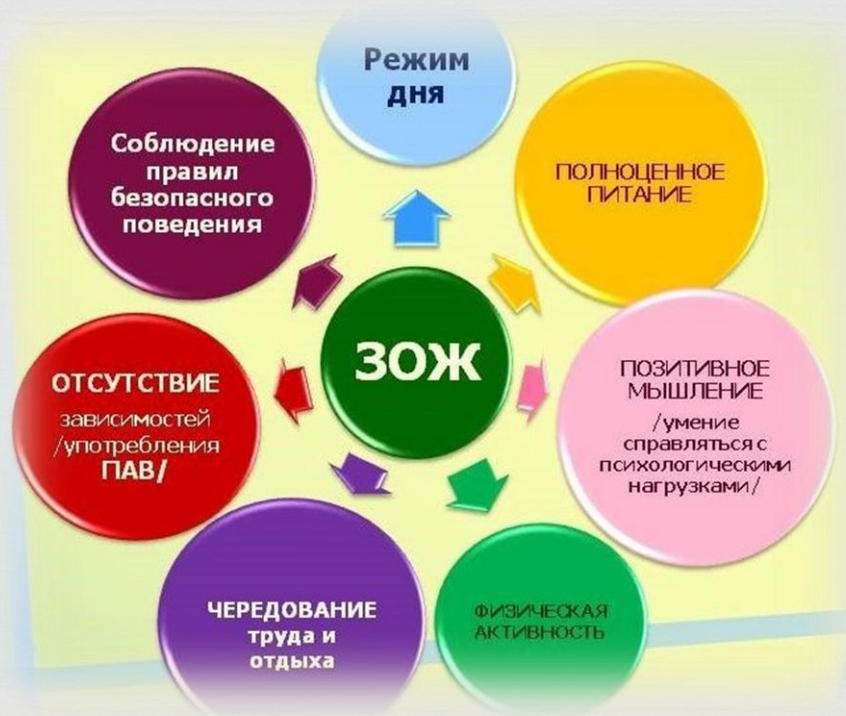 Режим
дня
Соблюдение
правил
безопасного
поведения
ПОЛНОЦЕННОЕ
ПИТАНИЕ
ЗОЖ
ОТСУТСТВИЕ
зависимостей
/употребления
ПАВ/
ПОЗИТИВНОЕ
МЫШЛЕНИЕ
/умение
справляться с
психологическими
нагрузками/
ЧЕРЕДОВАНИЕ
труда и
отдыха
ФИЗИЧЕСКАЯ
АКТИВНОСТЬ